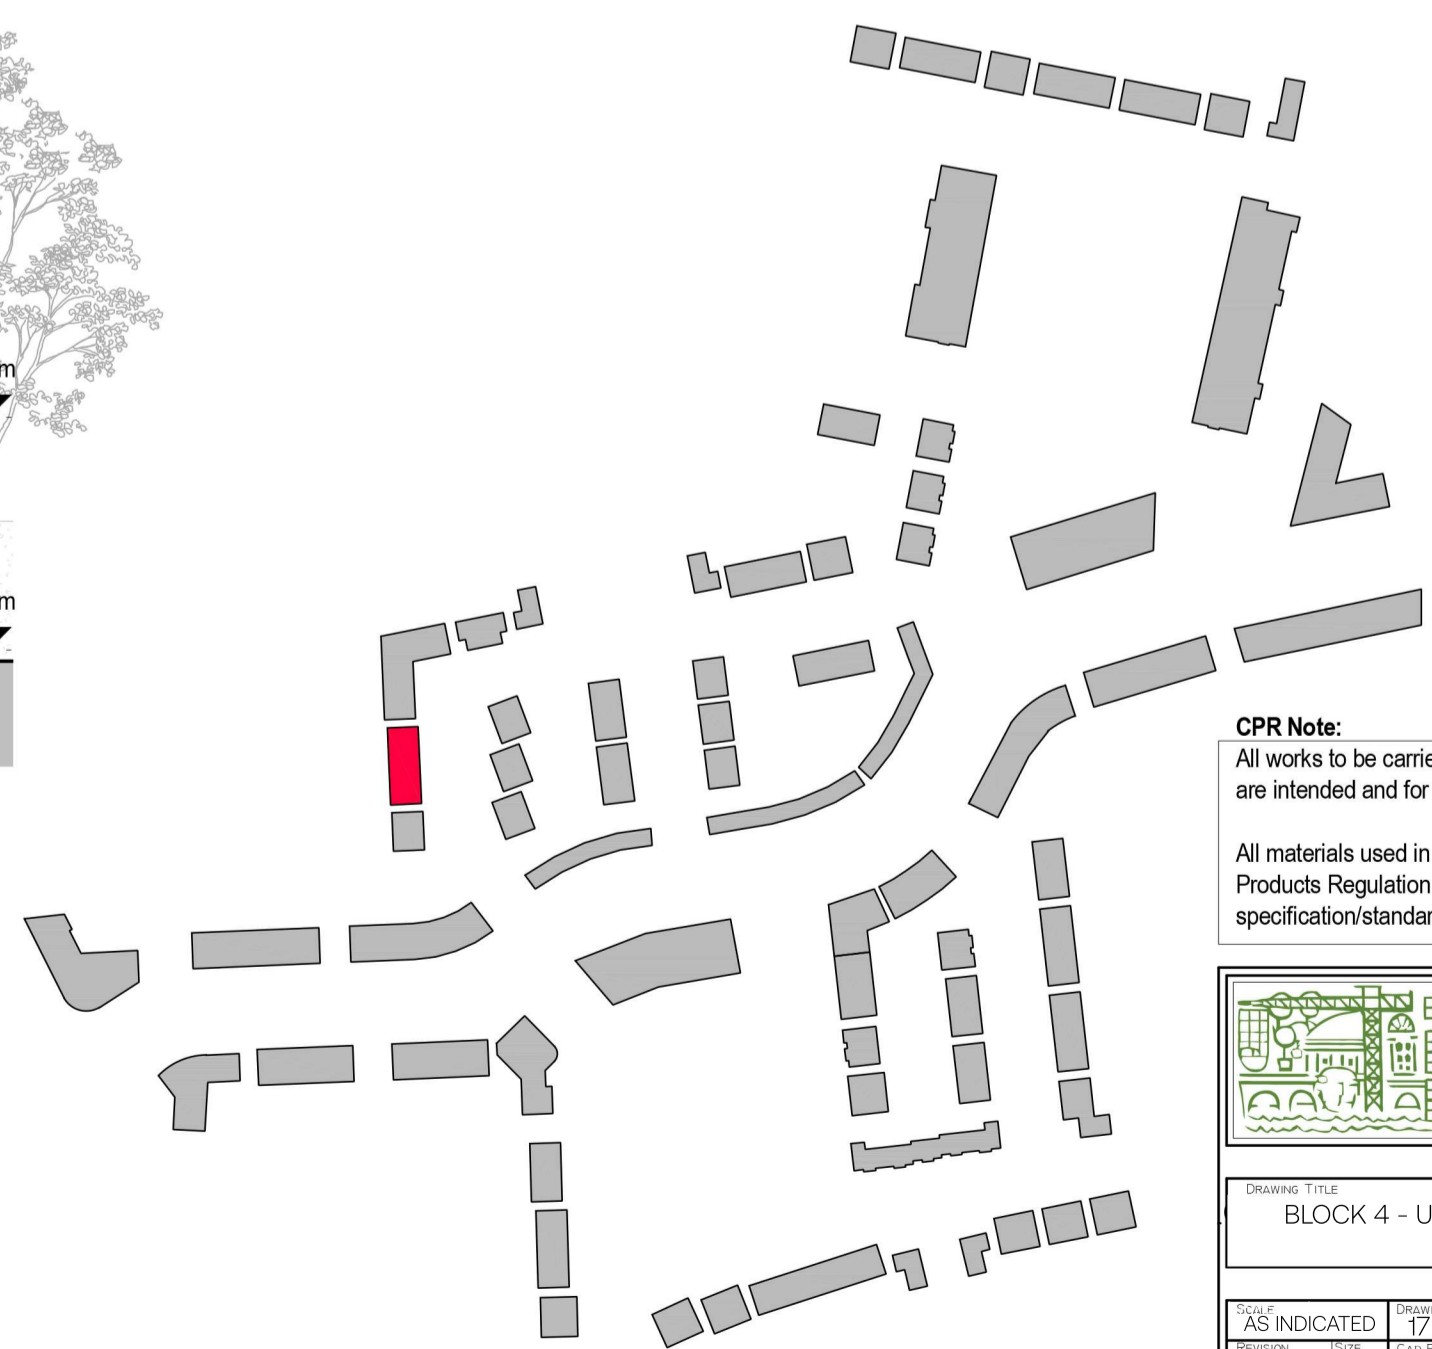 m
m
CPR Note:
All works to be carrie
are intended and for
All materials used in
Products Regulation
specification/standar
DRAWING TITLE
BLOCK 4 - U
SCALE
AS INDICATED
DRAWI
17
REVISION
SIZE